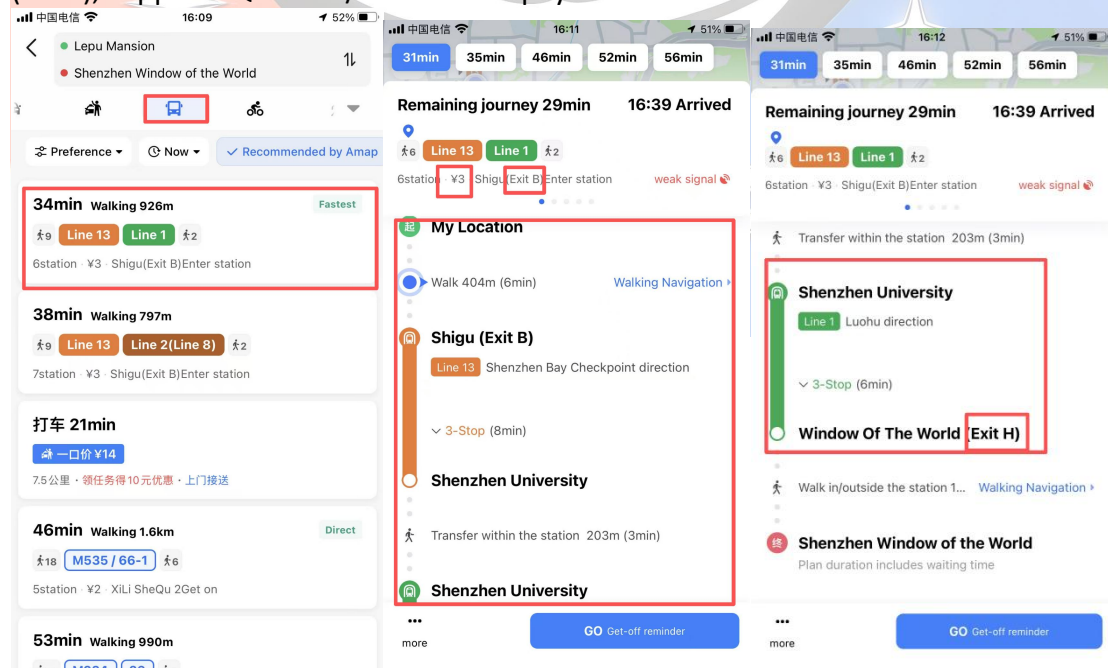 中国电信 16:09 52%
Lepu Mansion
Shenzhen Window of the World
Preference Now Recommended by Amap
34min Walking 926m Fastest
9 Line 13 Line 1 2
6station · ¥3 · Shigu(Exit B)Enter station
38min Walking 797m
9 Line 13 Line 2(Line 8) 2
7station · ¥3 · Shigu(Exit B)Enter station
打车 21min
一口价 ¥14
7.5公里・领任务得10元优惠・上门接送
46min Walking 1.6km Direct
18 M535 / 66-1 6
5station · ¥2 · XiLi SheQu 2Get on
53min Walking 990m
中国电信 16:11 51%
31min 35min 46min 52min 56min
Remaining journey 29min 16:39 Arrived
6 Line 13 Line 1 2
6station · ¥3 · Shigu(Exit B)Enter station weak signal
起 My Location
Walk 404m (6min) Walking Navigation
Shigu (Exit B)
Line 13 Shenzhen Bay Checkpoint direction
3-Stop (8min)
Shenzhen University
Transfer within the station 203m (3min)
Shenzhen University
more
GO Get-off reminder
中国电信 16:12 51%
31min 35min 46min 52min 56min
Remaining journey 29min 16:39 Arrived
6 Line 13 Line 1 2
6station · ¥3 · Shigu(Exit B)Enter station weak signal
Transfer within the station 203m (3min)
Shenzhen University
Line 1 Luohu direction
3-Stop (6min)
Window Of The World (Exit H)
Walk in/outside the station 1... Walking Navigation
终 Shenzhen Window of the World
Plan duration includes waiting time
more
GO Get-off reminder